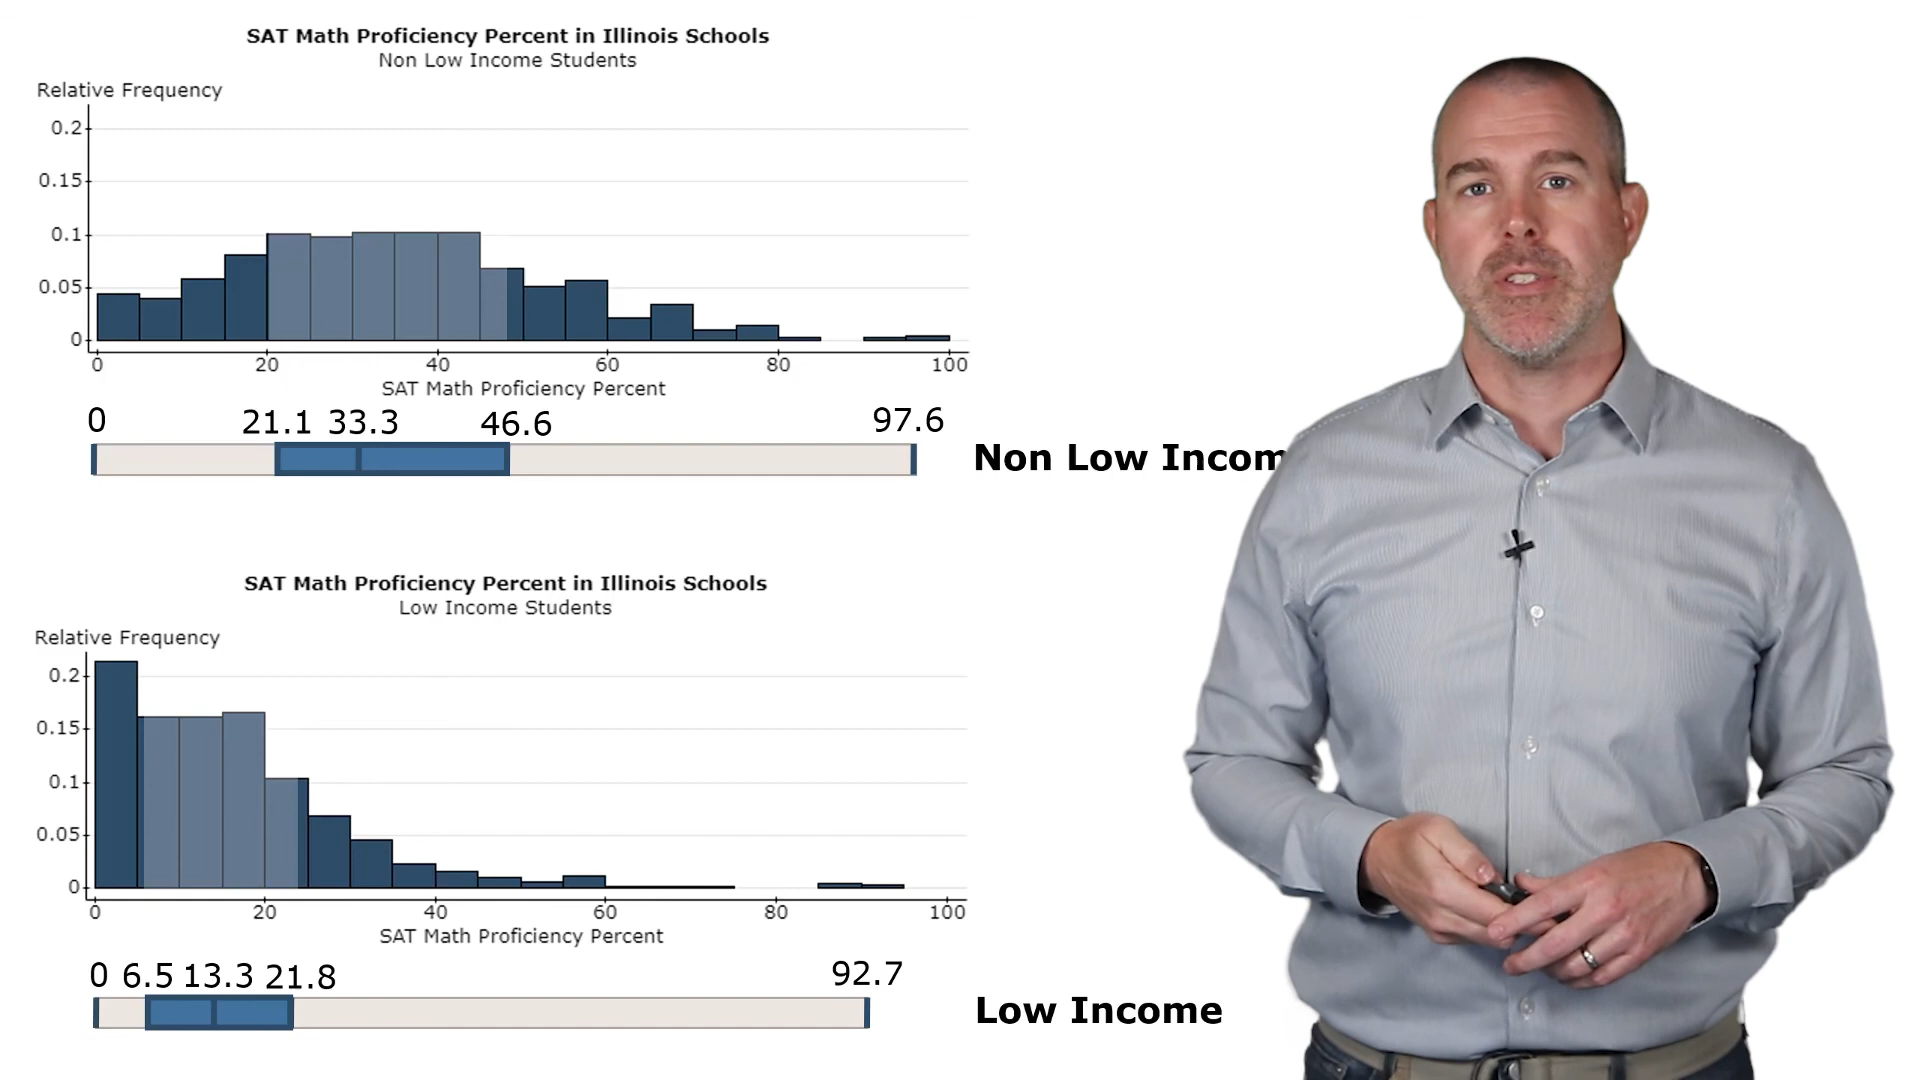 SAT Math Proficiency Percent in Illinois Schools
Non Low Income Students
Relative Frequency
0.2
0.15
0.1
0.05
0
0 20 40 60 80 100
SAT Math Proficiency Percent
0 21.1 33.3 46.6 97.6
Non Low Incom
SAT Math Proficiency Percent in Illinois Schools
Low Income Students
Relative Frequency
0.2
0.15
0.1
0.05
0
0 20 40 60 80 100
SAT Math Proficiency Percent
0 6.5 13.3 21.8 92.7
Low Income